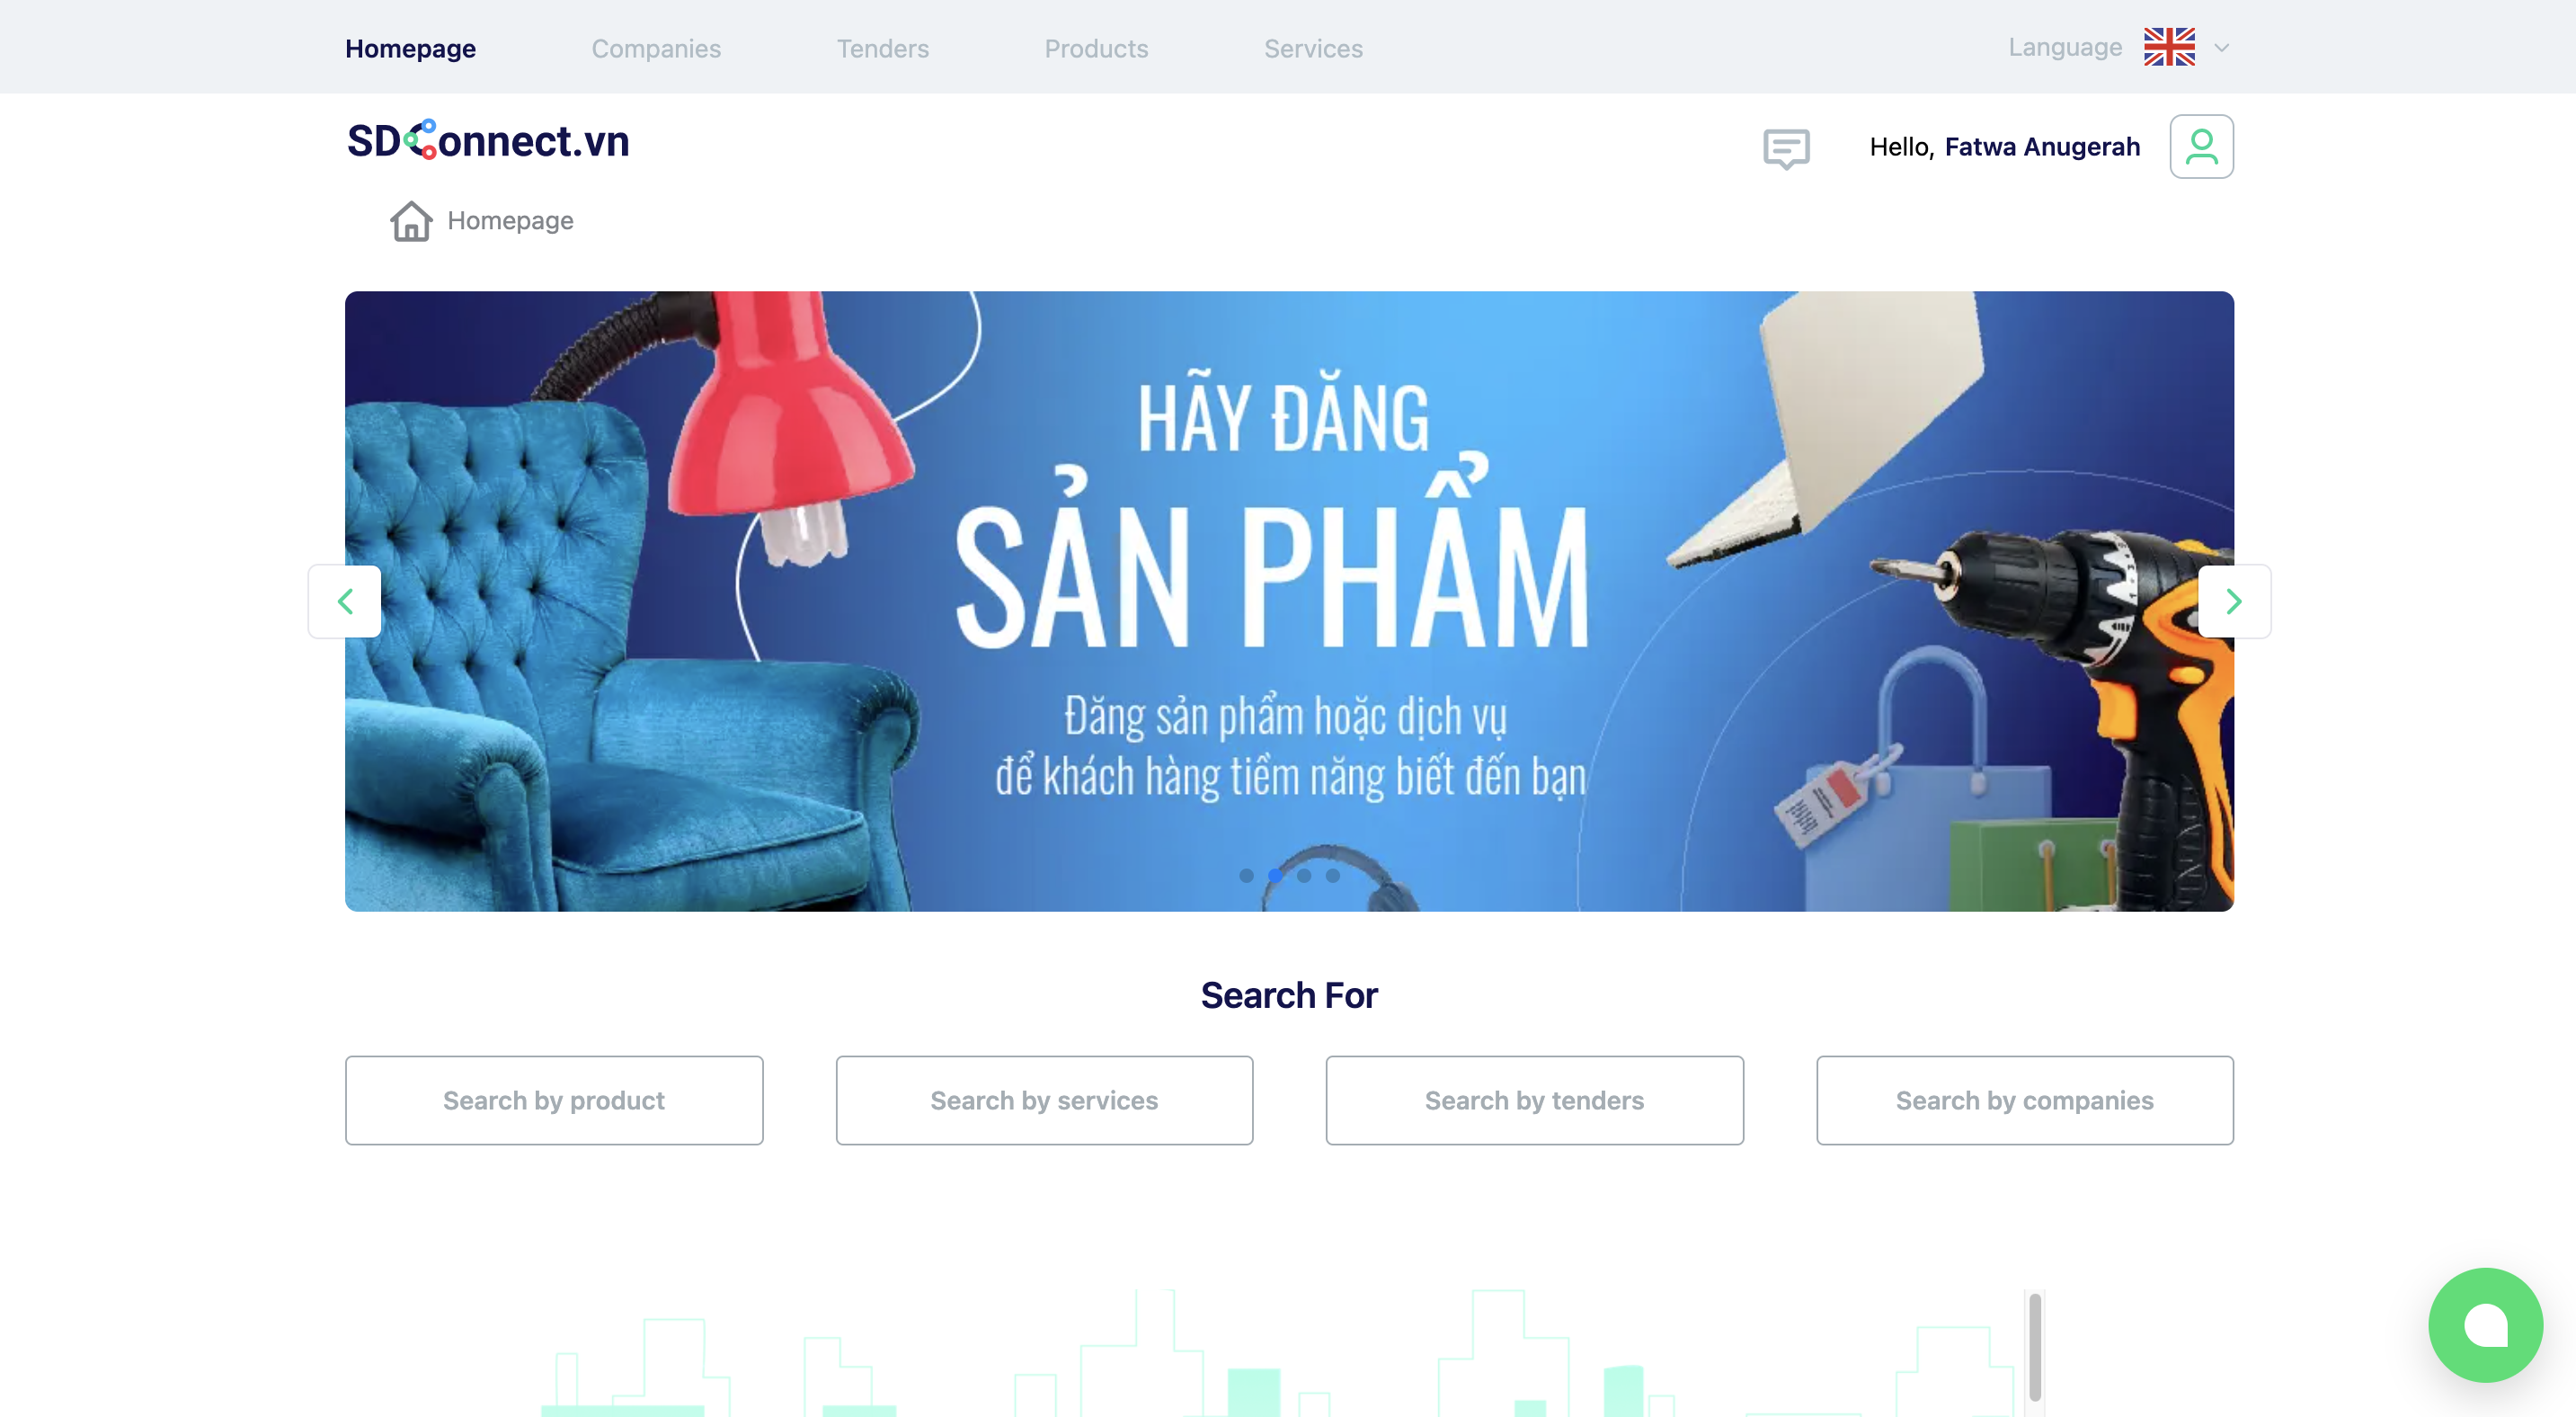 Homepage
Companies
Tenders
Products
Services
Language
SDConnect.vn
Hello, Fatwa Anugerah
Homepage
HÃY ĐĂNG
SẢN PHẨM
Đăng sản phẩm hoặc dịch vụ
để khách hàng tiềm năng biết đến bạn
Search For
Search by product
Search by services
Search by tenders
Search by companies